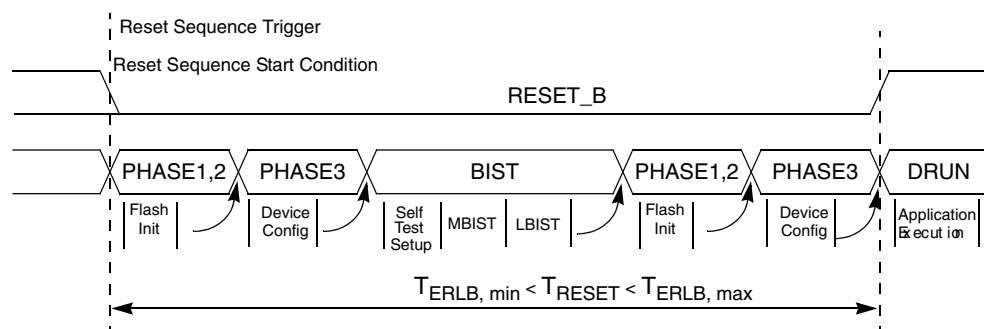 Reset Sequence Trigger
Reset Sequence Start Condition
RESET_B
PHASE1,2 PHASE3 BIST PHASE1,2 PHASE3 DRUN
Flash Init
Device Config
Self Test Setup
MBIST
LBIST
Flash Init
Device Config
Application Execution
TERLB, min < TRESET < TERLB, max